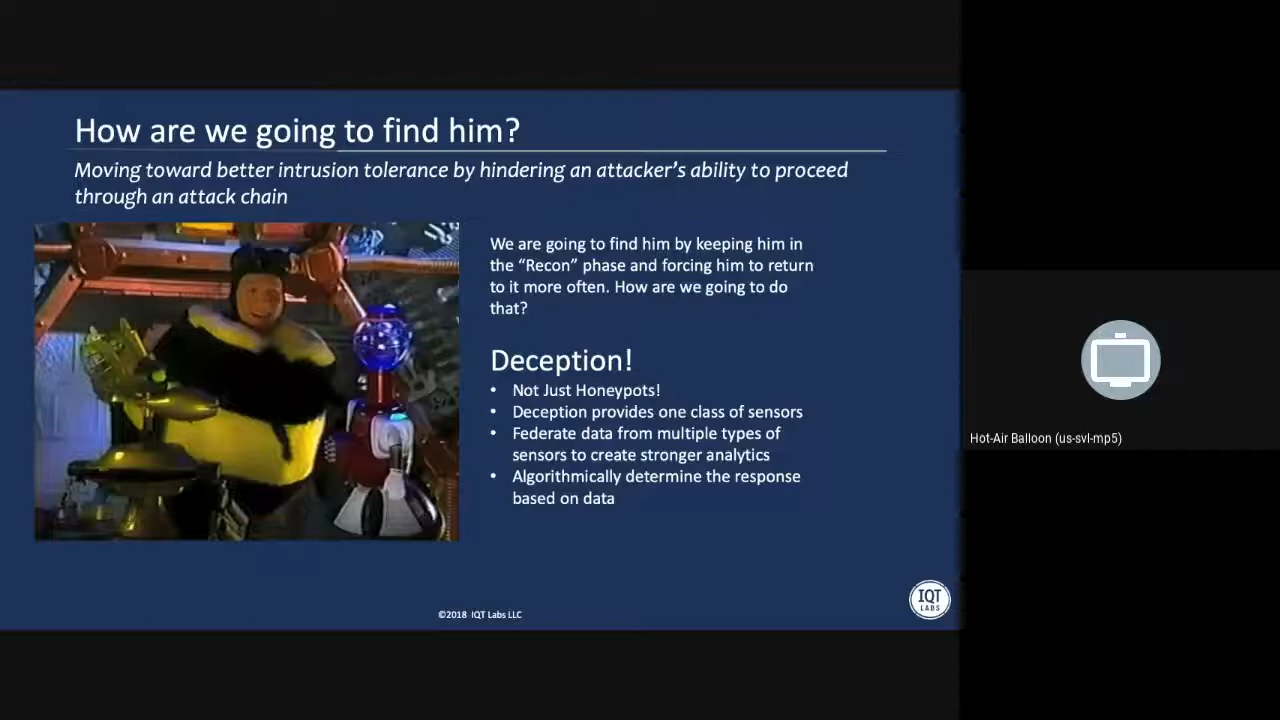 How are we going to find him?
Moving toward better intrusion tolerance by hindering an attacker's ability to proceed
through an attack chain
We are going to find him by keeping him in
the “Recon” phase and forcing him to return
to it more often. How are we going to do
that?
Deception!
• Not Just Honeypots!
• Deception provides one class of sensors
• Federate data from multiple types of
sensors to create stronger analytics
• Algorithmically determine the response
based on data
Hot-Air Balloon (us-svl-mp5)
©2018 IQT Labs LLC
IQT
LABS